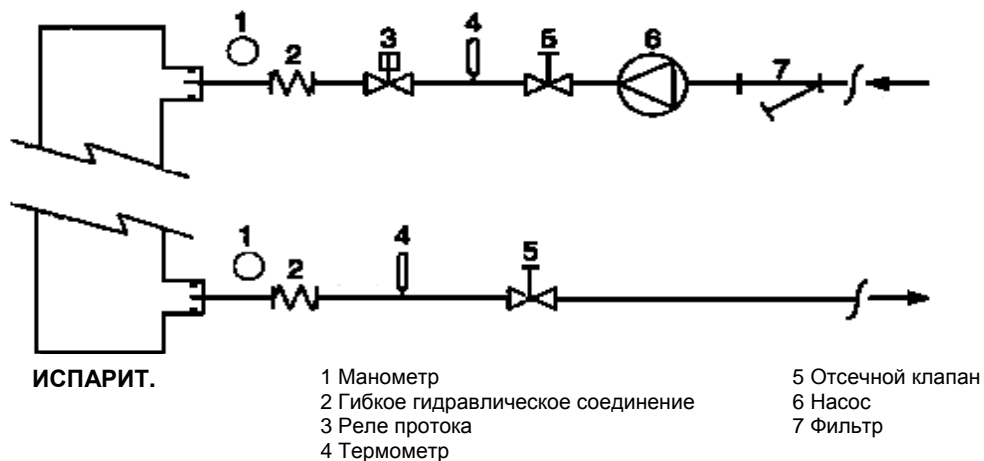 1 2 3 4 5 6 7
1 2 4 5
ИСПАРИТ.
1 Манометр
2 Гибкое гидравлическое соединение
3 Реле протока
4 Термометр
5 Отсечной клапан
6 Насос
7 Фильтр